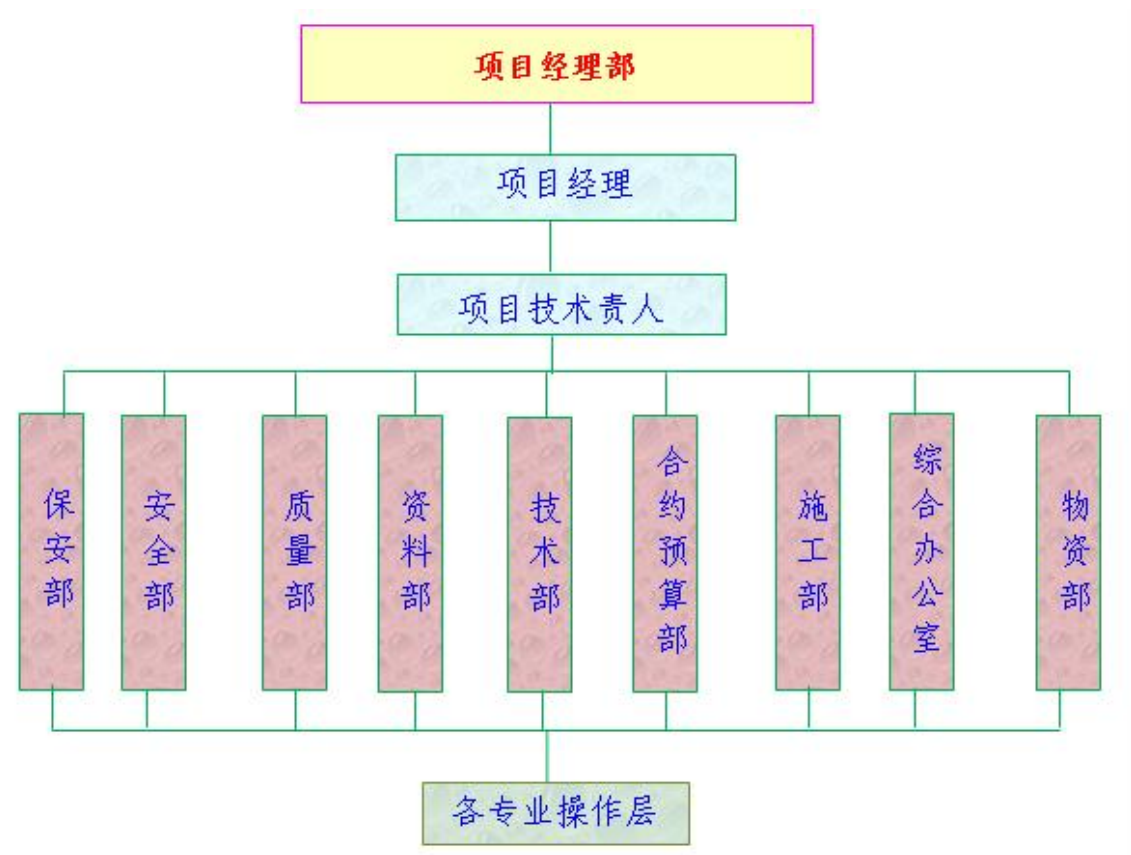 项目经理部
项目经理
项目技术责人
保安部
安全部
质量部
资料部
技术部
合约预算部
施工部
综合办公室
物资部
各专业操作层